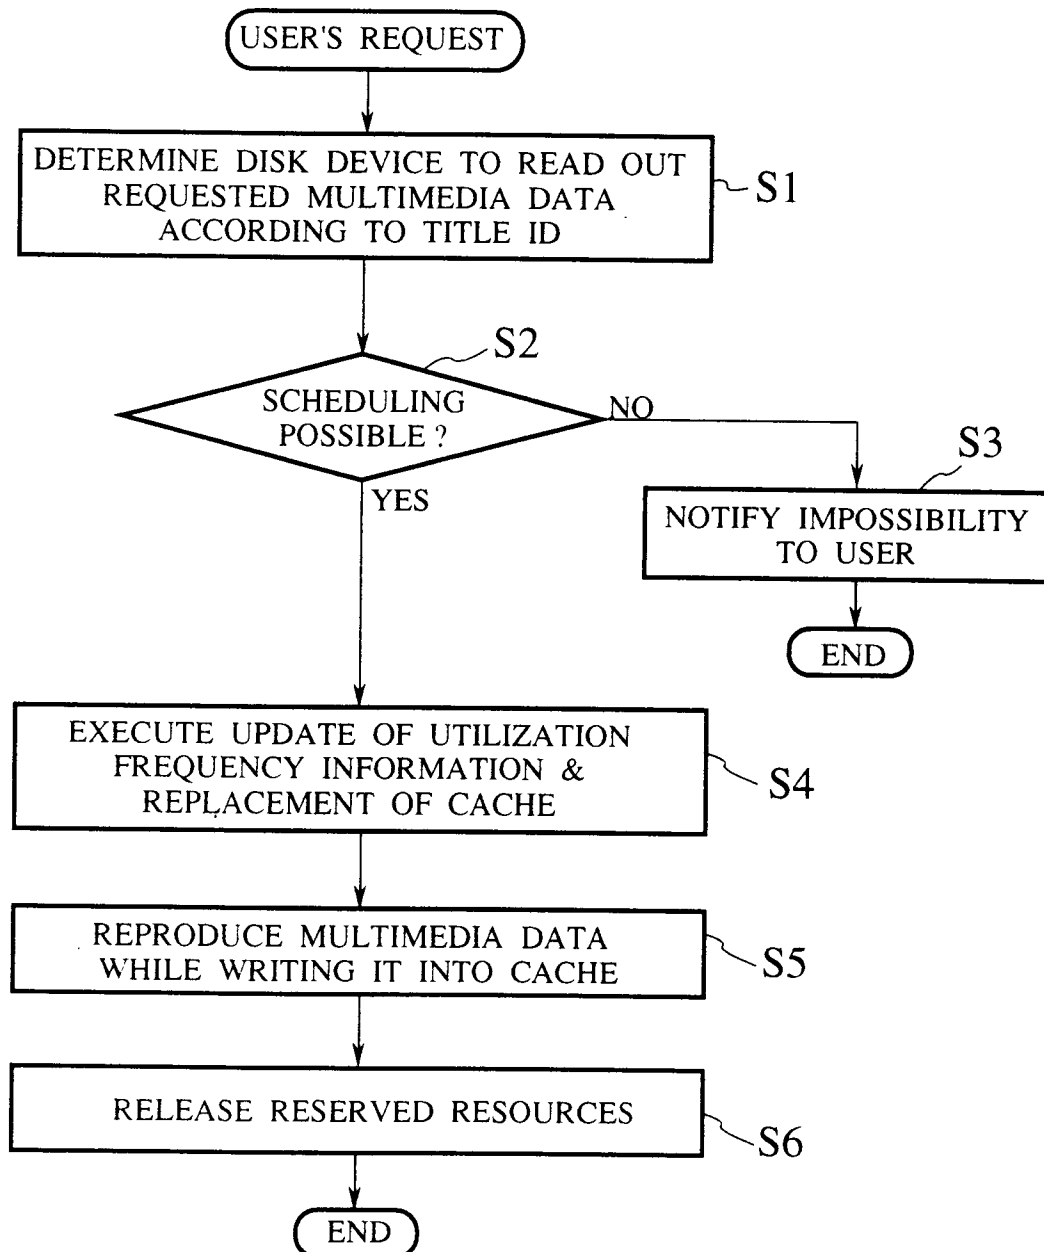 USER'S REQUEST
DETERMINE DISK DEVICE TO READ OUT
REQUESTED MULTIMEDIA DATA
ACCORDING TO TITLE ID
S1
S2
SCHEDULING
POSSIBLE ?
NO
YES
S3
NOTIFY IMPOSSIBILITY
TO USER
END
EXECUTE UPDATE OF UTILIZATION
FREQUENCY INFORMATION &
REPLACEMENT OF CACHE
S4
REPRODUCE MULTIMEDIA DATA
WHILE WRITING IT INTO CACHE
S5
RELEASE RESERVED RESOURCES
S6
END